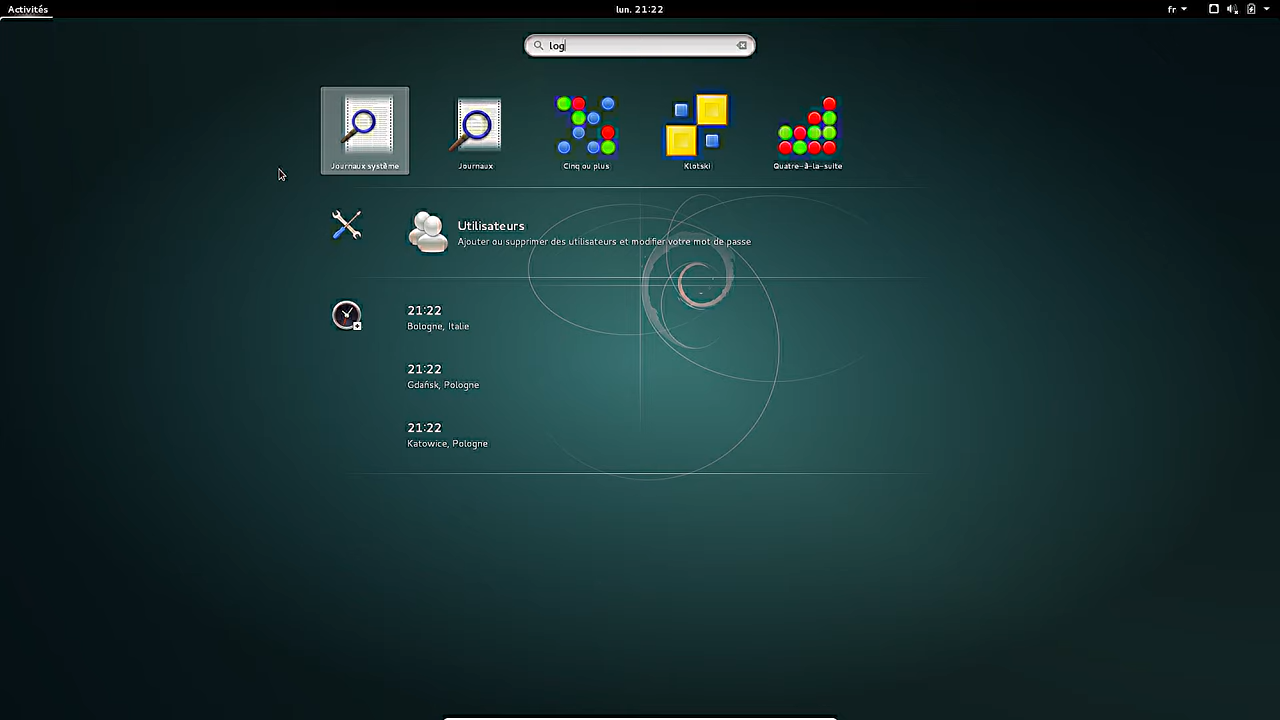 Activités
lun. 21:22
fr
log
Journaux système
Journaux
Cinq ou plus
Klotski
Quatre-à-la-suite
Utilisateurs
Ajouter ou supprimer des utilisateurs et modifier votre mot de passe
21:22
Bologne, Italie
21:22
Gdańsk, Pologne
21:22
Katowice, Pologne